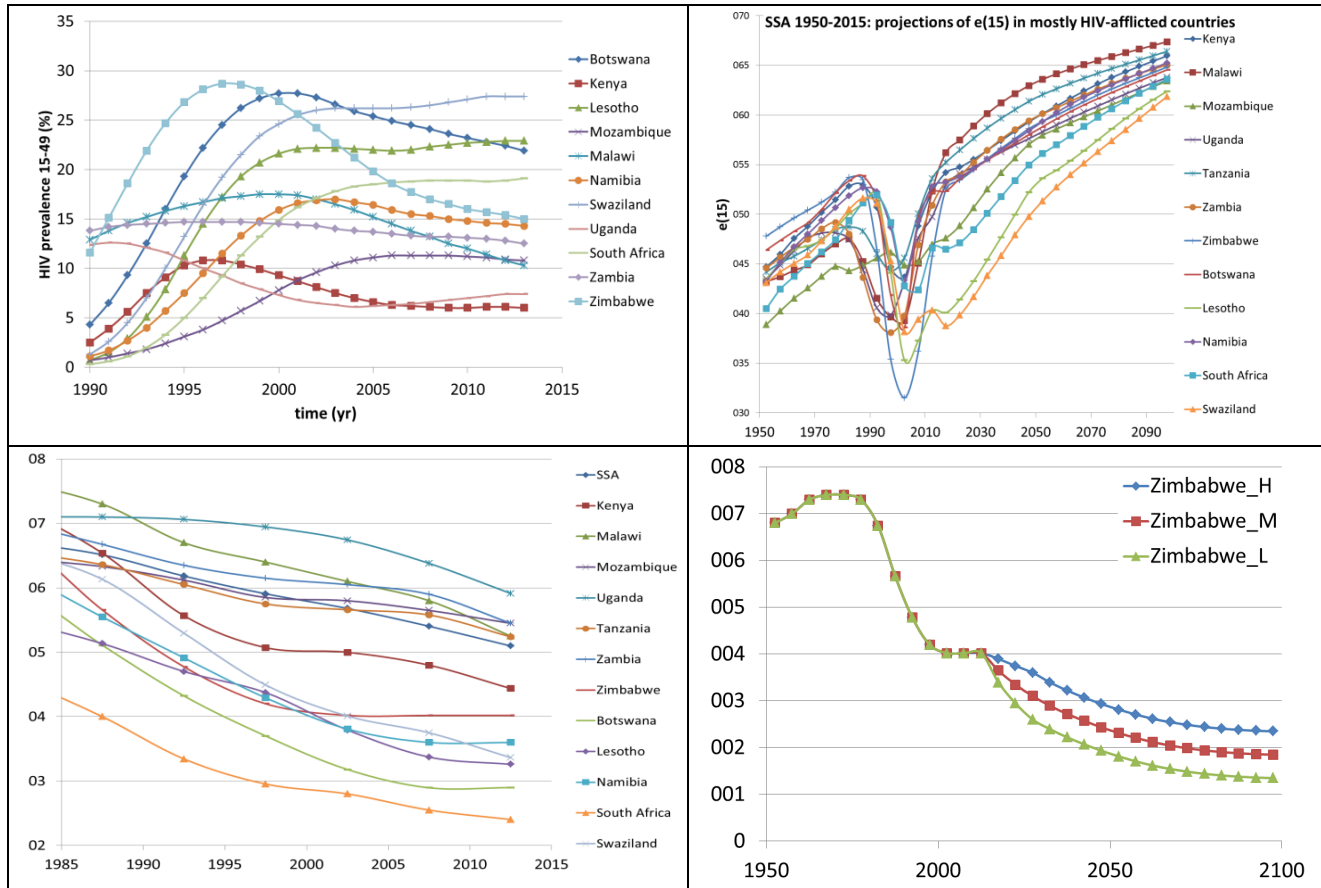 HIV prevalence 15-49 (%)
35
30
25
20
15
10
5
0
1990
1995
2000
2005
2010
2015
time (yr)
Botswana
Kenya
Lesotho
Mozambique
Malawi
Namibia
Swaziland
Uganda
South Africa
Zambia
Zimbabwe
SSA 1950-2015: projections of e(15) in mostly HIV-afflicted countries
e(15)
070
065
060
055
050
045
040
035
030
1950
1970
1990
2010
2030
2050
2070
2090
Kenya
Malawi
Mozambique
Uganda
Tanzania
Zambia
Zimbabwe
Botswana
Lesotho
Namibia
South Africa
Swaziland
08
07
06
05
04
03
02
1985
1990
1995
2000
2005
2010
2015
SSA
Kenya
Malawi
Mozambique
Uganda
Tanzania
Zambia
Zimbabwe
Botswana
Lesotho
Namibia
South Africa
Swaziland
008
007
006
005
004
003
002
001
0
1950
2000
2050
2100
Zimbabwe_H
Zimbabwe_M
Zimbabwe_L